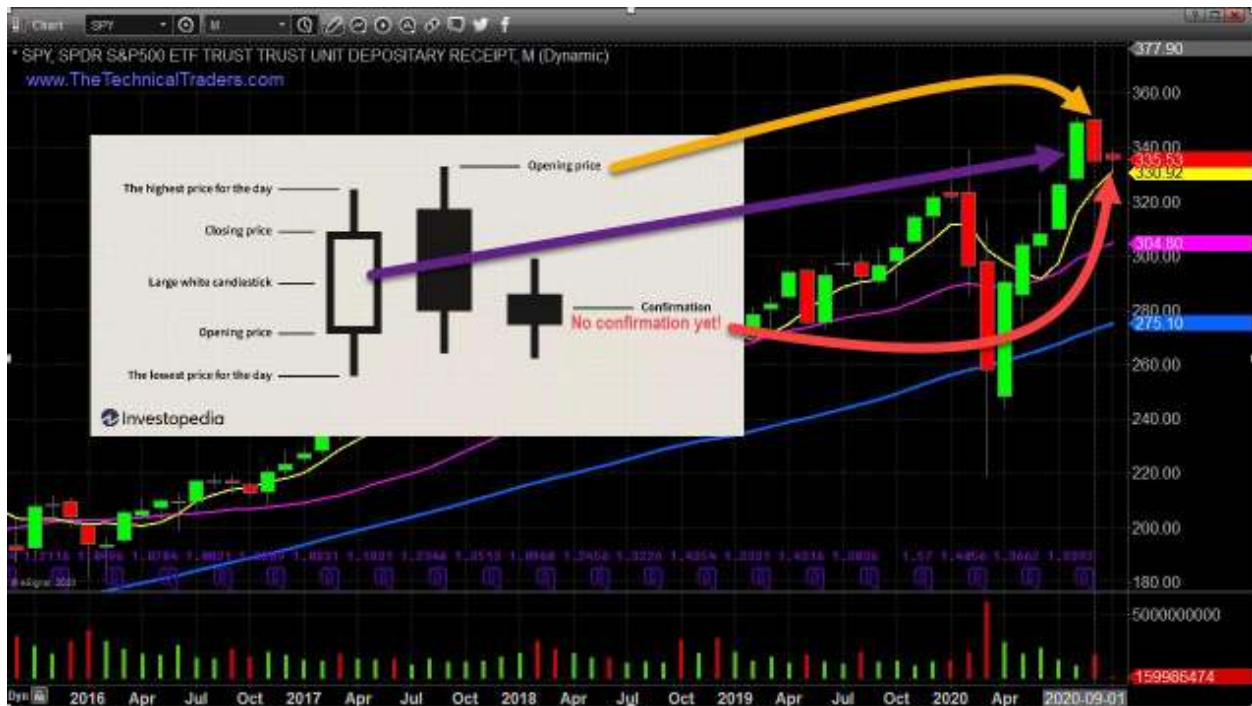 Chart SPY M
* SPY, SPDR S&P500 ETF TRUST TRUST UNIT DEPOSITARY RECEIPT, M (Dynamic)
www.TheTechnicalTraders.com
377.90
360.00
340.00
335.53
330.92
320.00
304.80
300.00
280.00
275.10
260.00
240.00
220.00
200.00
180.00
Opening price
The highest price for the day
Closing price
Large white candlestick
Confirmation
No confirmation yet!
Opening price
The lowest price for the day
Investopedia
5000000000
159986474
Dyn 2016 Apr Jul Oct 2017 Apr Jul Oct 2018 Apr Jul Oct 2019 Apr Jul Oct 2020 Apr 2020-09-01